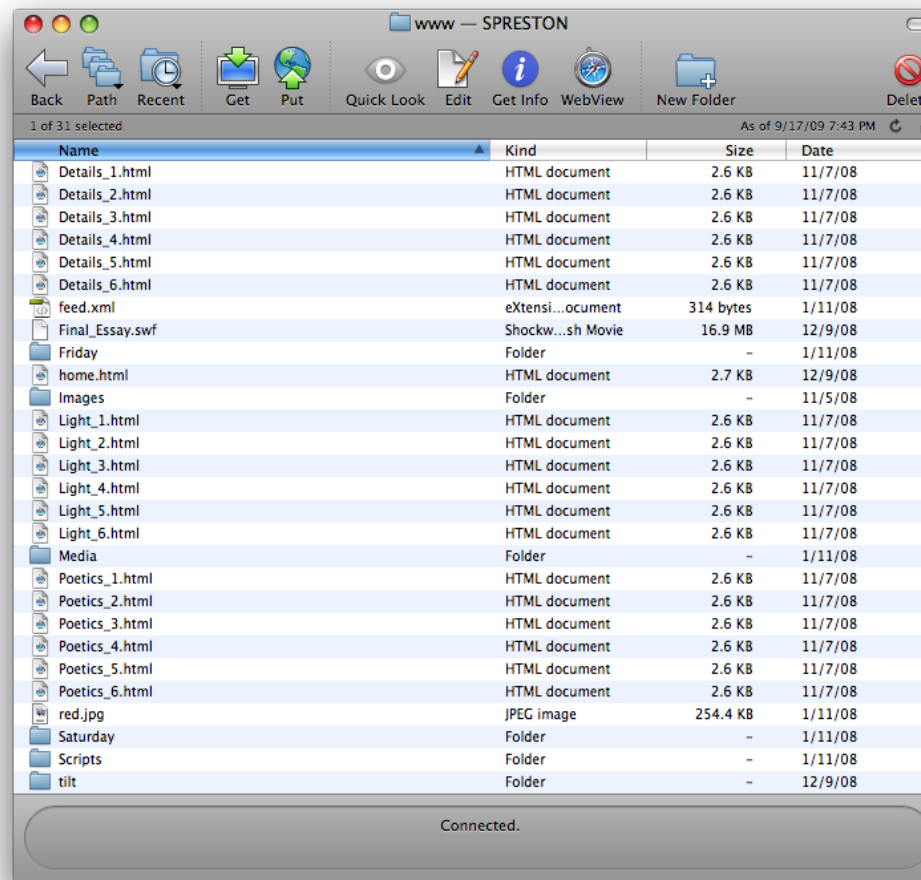 www — SPRESTON
Back Path Recent Get Put Quick Look Edit Get Info WebView New Folder Delet
1 of 31 selected As of 9/17/09 7:43 PM
Name Kind Size Date
Details_1.html HTML document 2.6 KB 11/7/08
Details_2.html HTML document 2.6 KB 11/7/08
Details_3.html HTML document 2.6 KB 11/7/08
Details_4.html HTML document 2.6 KB 11/7/08
Details_5.html HTML document 2.6 KB 11/7/08
Details_6.html HTML document 2.6 KB 11/7/08
feed.xml eXtensi...ocument 314 bytes 1/11/08
Final_Essay.swf Shockw...sh Movie 16.9 MB 12/9/08
Friday Folder – 1/11/08
home.html HTML document 2.7 KB 12/9/08
Images Folder – 11/5/08
Light_1.html HTML document 2.6 KB 11/7/08
Light_2.html HTML document 2.6 KB 11/7/08
Light_3.html HTML document 2.6 KB 11/7/08
Light_4.html HTML document 2.6 KB 11/7/08
Light_5.html HTML document 2.6 KB 11/7/08
Light_6.html HTML document 2.6 KB 11/7/08
Media Folder – 1/11/08
Poetics_1.html HTML document 2.6 KB 11/7/08
Poetics_2.html HTML document 2.6 KB 11/7/08
Poetics_3.html HTML document 2.6 KB 11/7/08
Poetics_4.html HTML document 2.6 KB 11/7/08
Poetics_5.html HTML document 2.6 KB 11/7/08
Poetics_6.html HTML document 2.6 KB 11/7/08
red.jpg JPEG image 254.4 KB 1/11/08
Saturday Folder – 1/11/08
Scripts Folder – 1/11/08
tilt Folder – 12/9/08
Connected.